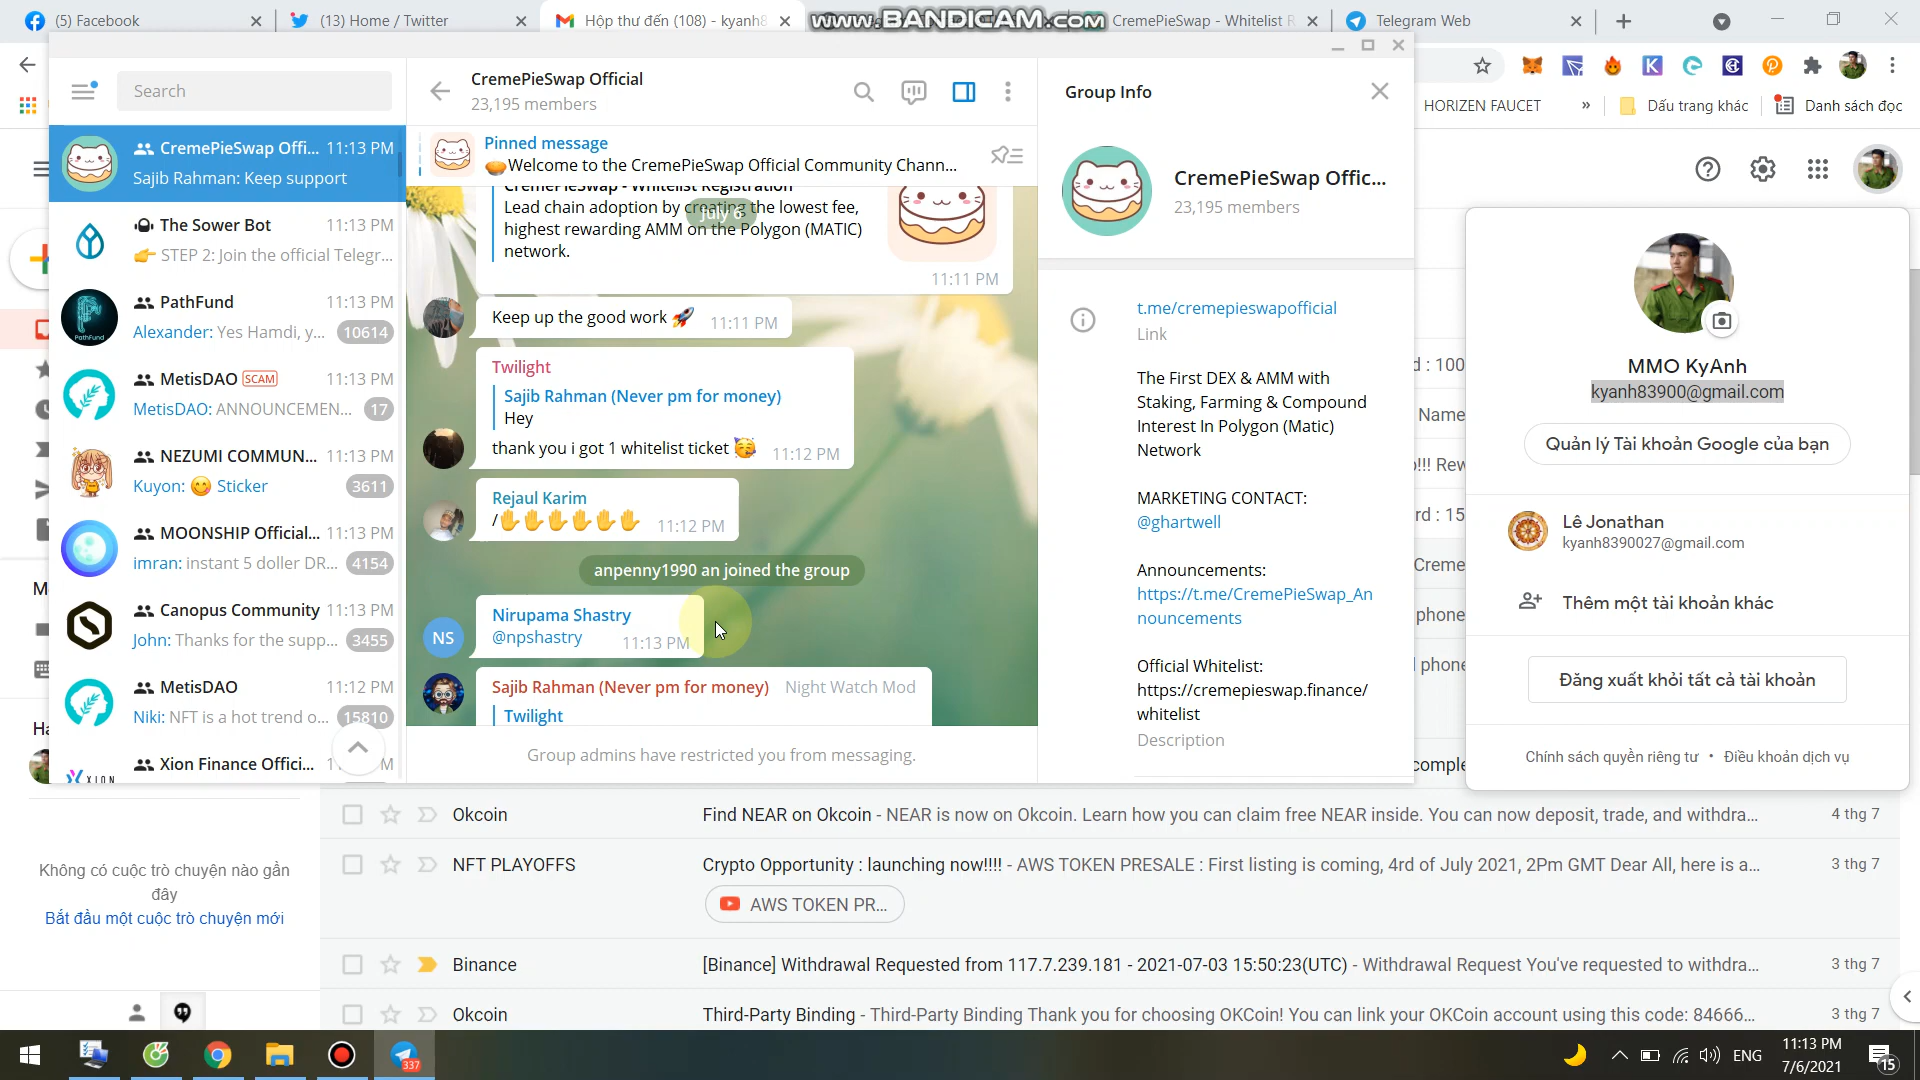 (5) Facebook
(13) Home / Twitter
Hộp thư đến (108) - kyanh8
www.BANDICAM.com
CremePieSwap - Whitelist R
Telegram Web
HORIZEN FAUCET
»
Dấu trang khác
Danh sách đọc
Search
CremePieSwap Official
23,195 members
Group Info
CremePieSwap Offi... 11:13 PM
Sajib Rahman: Keep support
The Sower Bot 11:13 PM
👉 STEP 2: Join the official Telegr...
PathFund 11:13 PM
Alexander: Yes Hamdi, y... 10614
MetisDAO SCAM 11:13 PM
MetisDAO: ANNOUNCEMEN... 17
NEZUMI COMMUN... 11:13 PM
Kuyon: 😋 Sticker 3611
MOONSHIP Official... 11:13 PM
imran: instant 5 doller DR... 4154
Canopus Community 11:13 PM
John: Thanks for the supp... 3455
MetisDAO 11:12 PM
Niki: NFT is a hot trend o... 15810
Xion Finance Offici...
XION
Pinned message
🥧Welcome to the CremePieSwap Official Community Chann...
CremePieSwap - Whitelist Registration
July 6
Lead chain adoption by creating the lowest fee,
highest rewarding AMM on the Polygon (MATIC)
network.
11:11 PM
Keep up the good work 🚀 11:11 PM
Twilight
Sajib Rahman (Never pm for money)
Hey
thank you i got 1 whitelist ticket 🥳 11:12 PM
Rejaul Karim
/✋✋✋✋✋✋ 11:12 PM
anpenny1990 an joined the group
NS
Nirupama Shastry
@npshastry 11:13 PM
Sajib Rahman (Never pm for money) Night Watch Mod
Twilight
Group admins have restricted you from messaging.
CremePieSwap Offic...
23,195 members
t.me/cremepieswapofficial
Link
The First DEX & AMM with
Staking, Farming & Compound
Interest In Polygon (Matic)
Network
MARKETING CONTACT:
@ghartwell
Announcements:
https://t.me/CremePieSwap_An
nouncements
Official Whitelist:
https://cremepieswap.finance/
whitelist
Description
d : 100
Name
o!!! Rew
rd : 15
Creme
phone
l phone
comple
MMO KyAnh
kyanh83900@gmail.com
Quản lý Tài khoản Google của bạn
Lê Jonathan
kyanh8390027@gmail.com
Thêm một tài khoản khác
Đăng xuất khỏi tất cả tài khoản
Chính sách quyền riêng tư • Điều khoản dịch vụ
Okcoin Find NEAR on Okcoin - NEAR is now on Okcoin. Learn how you can claim free NEAR inside. You can now deposit, trade, and withdra... 4 thg 7
NFT PLAYOFFS Crypto Opportunity : launching now!!!! - AWS TOKEN PRESALE : First listing is coming, 4rd of July 2021, 2Pm GMT Dear All, here is a... 3 thg 7
AWS TOKEN PR...
Binance [Binance] Withdrawal Requested from 117.7.239.181 - 2021-07-03 15:50:23(UTC) - Withdrawal Request You've requested to withdra... 3 thg 7
Okcoin Third-Party Binding - Third-Party Binding Thank you for choosing OKCoin! You can link your OKCoin account using this code: 84666... 3 thg 7
Không có cuộc trò chuyện nào gần
đây
Bắt đầu một cuộc trò chuyện mới
337
ENG
11:13 PM
7/6/2021
15